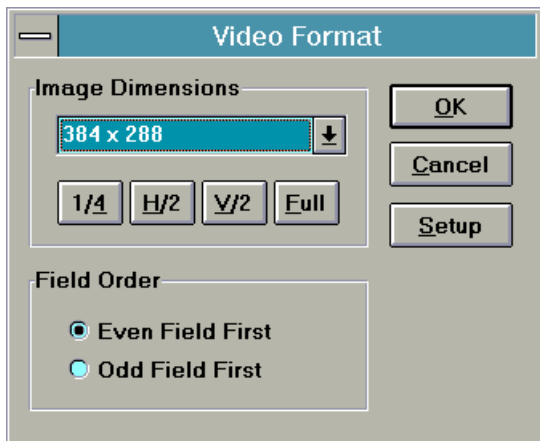 Video Format
Image Dimensions
384 x 288
1/4 H/2 V/2 Full
OK
Cancel
Setup
Field Order
Even Field First
Odd Field First